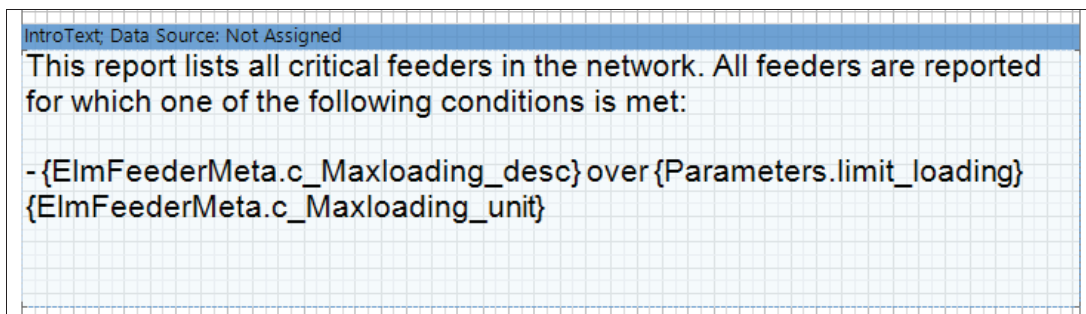 IntroText; Data Source: Not Assigned
This report lists all critical feeders in the network. All feeders are reported
for which one of the following conditions is met:
- {ElmFeederMeta.c_Maxloading_desc} over {Parameters.limit_loading}
{ElmFeederMeta.c_Maxloading_unit}